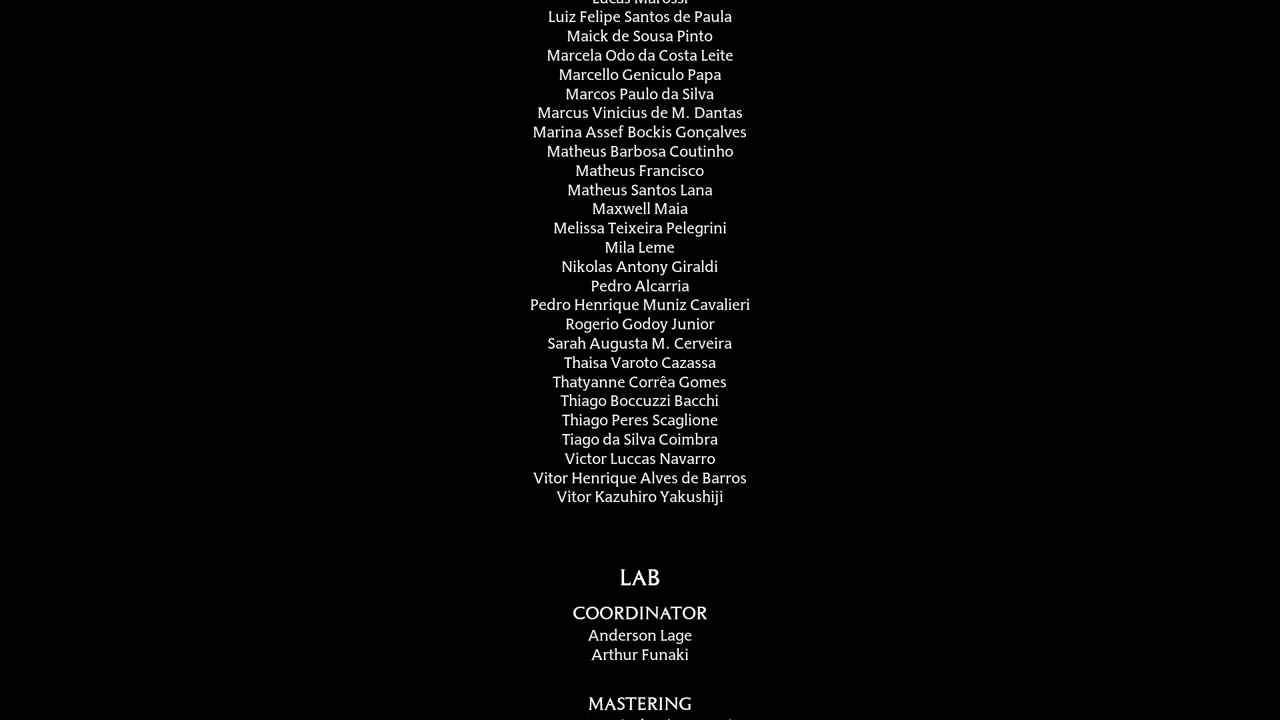 Lucas Marossi
Luiz Felipe Santos de Paula
Maick de Sousa Pinto
Marcela Odo da Costa Leite
Marcello Geniculo Papa
Marcos Paulo da Silva
Marcus Vinicius de M. Dantas
Marina Assef Bockis Gonçalves
Matheus Barbosa Coutinho
Matheus Francisco
Matheus Santos Lana
Maxwell Maia
Melissa Teixeira Pelegrini
Mila Leme
Nikolas Antony Giraldi
Pedro Alcarria
Pedro Henrique Muniz Cavalieri
Rogerio Godoy Junior
Sarah Augusta M. Cerveira
Thaisa Varoto Cazassa
Thatyanne Corrêa Gomes
Thiago Boccuzzi Bacchi
Thiago Peres Scaglione
Tiago da Silva Coimbra
Victor Luccas Navarro
Vitor Henrique Alves de Barros
Vitor Kazuhiro Yakushiji
LAB
COORDINATOR
Anderson Lage
Arthur Funaki
MASTERING